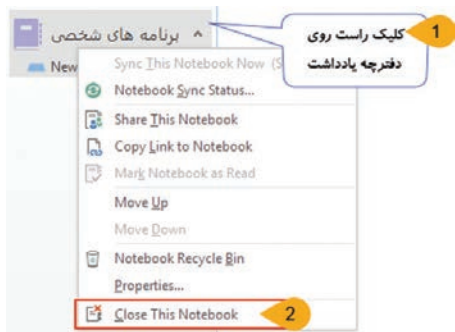 برنامه های شخصی
1 کلیک راست روی
دفترچه یادداشت
New
Sync This Notebook Now (S
Notebook Sync Status...
Share This Notebook
Copy Link to Notebook
Mark Notebook as Read
Move Up
Move Down
Notebook Recycle Bin
Properties...
Close This Notebook 2